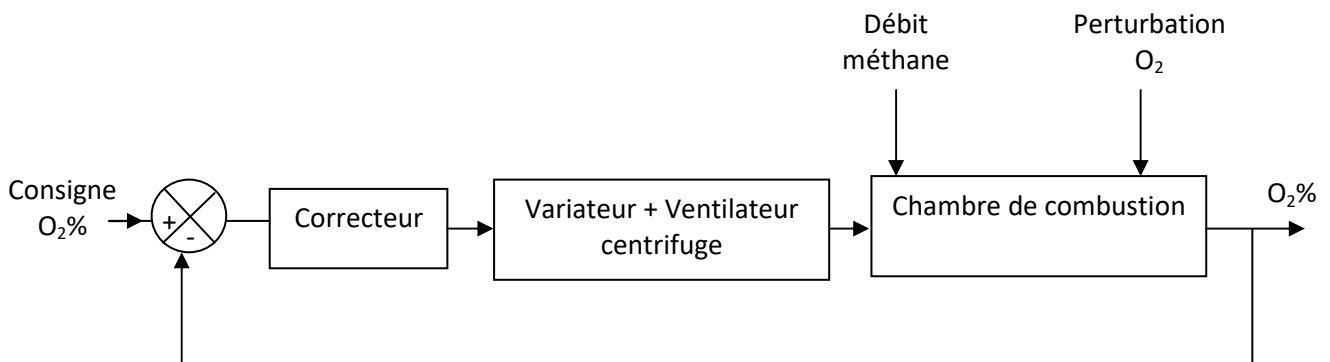 Débit
méthane
Perturbation
O₂
Consigne
O₂%
+
-
Correcteur
Variateur + Ventilateur
centrifuge
Chambre de combustion
O₂%